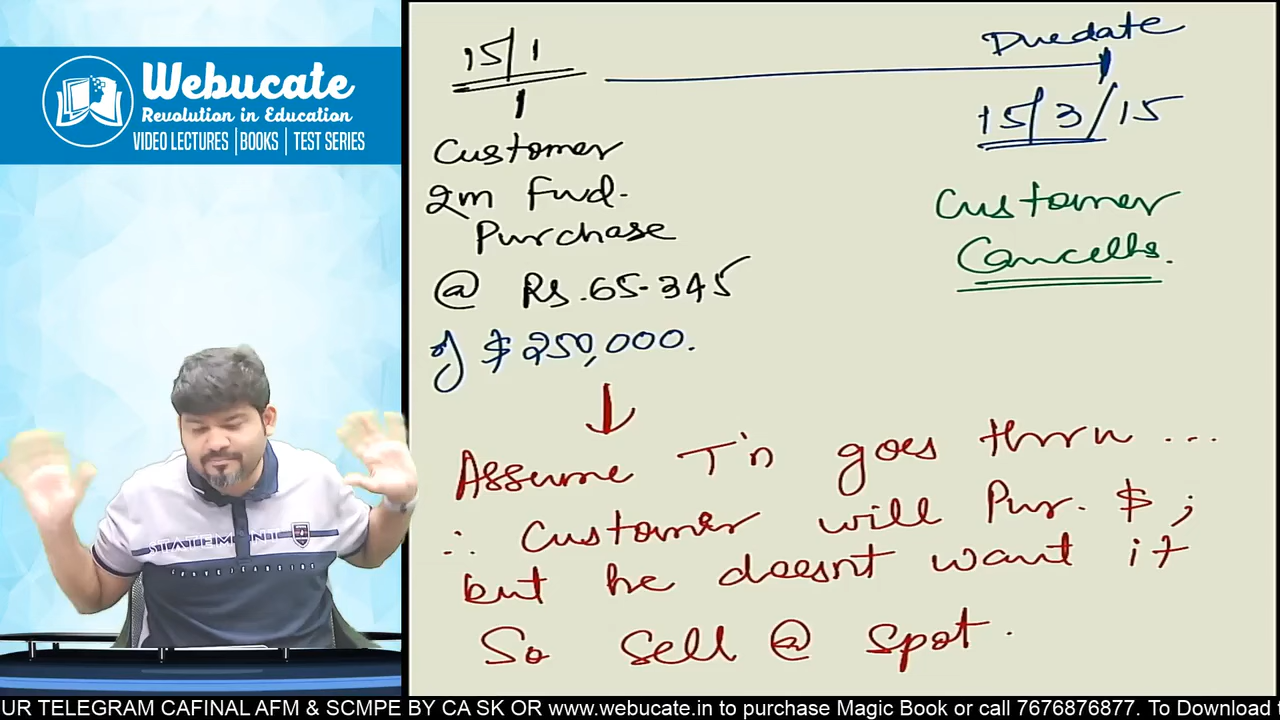 Webucate
Revolution in Education
VIDEO LECTURES | BOOKS | TEST SERIES
15/1
Duedate
15/3/15
Customer
2m Fwd.
Purchase
@ Rs.65.345
of $250,000.
Customer
Cancells.
Assume T'n goes thru ...
∴ Customer will Pur. $;
but he doesnt want it
So Sell @ Spot.
STATEMENT
UR TELEGRAM CAFINAL AFM & SCMPE BY CA SK OR www.webucate.in to purchase Magic Book or call 7676876877. To Download